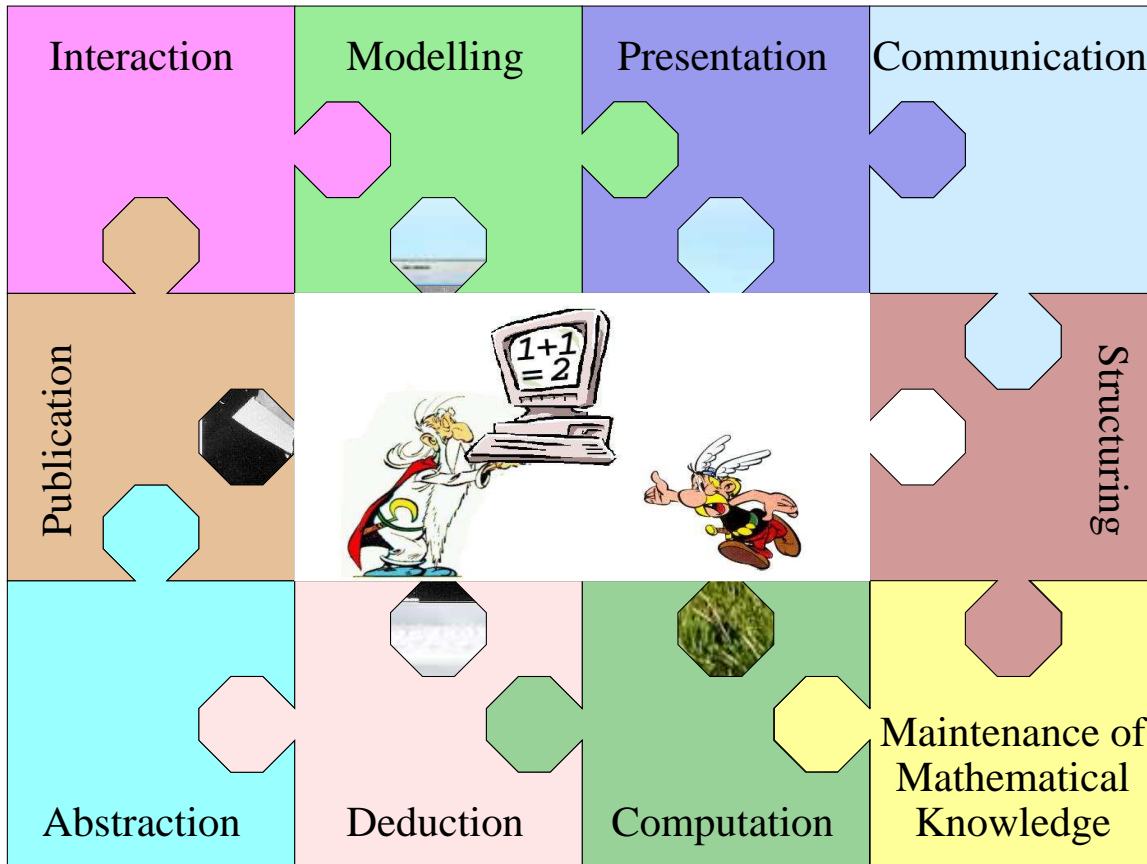 Interaction
Modelling
Presentation
Communication
Publication
1+1
= 2
Structuring
Abstraction
Deduction
Computation
Maintenance of
Mathematical
Knowledge